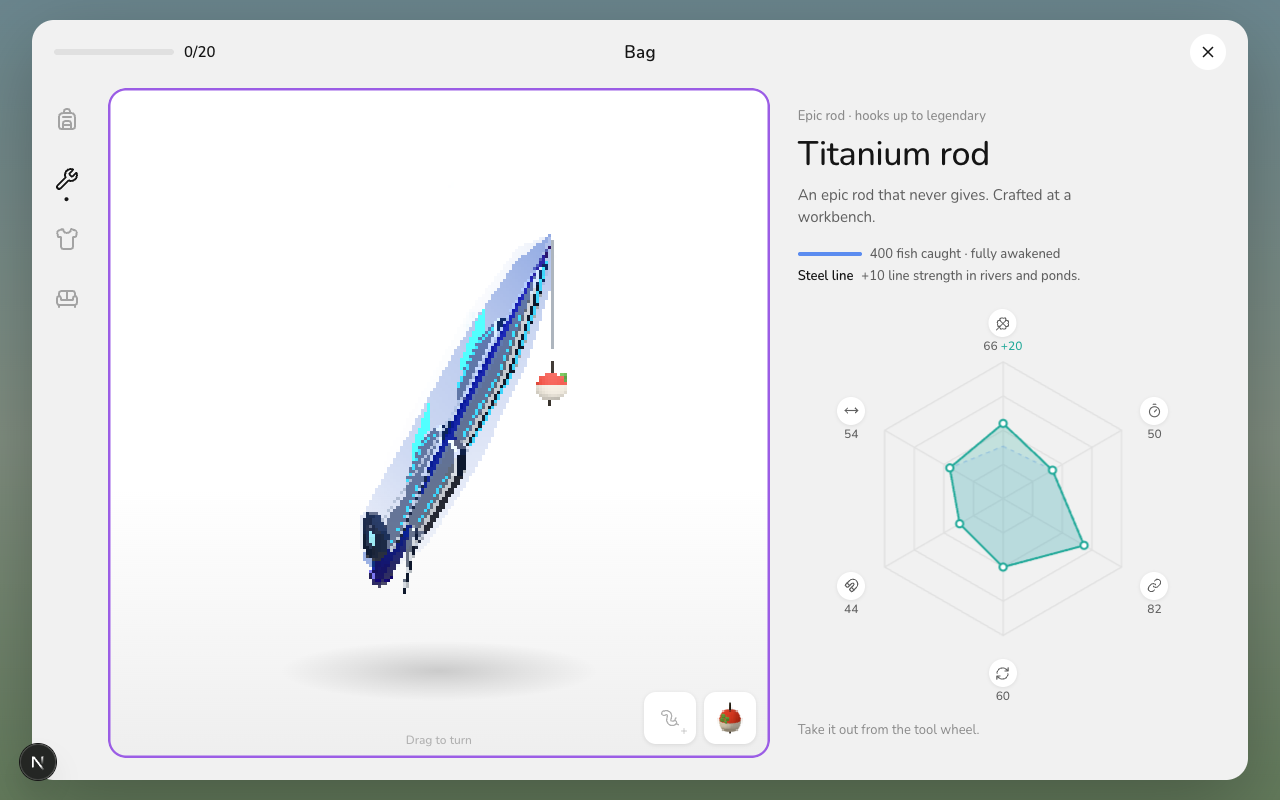 0/20
Bag
Epic rod · hooks up to legendary
Titanium rod
An epic rod that never gives. Crafted at a
workbench.
400 fish caught · fully awakened
Steel line +10 line strength in rivers and ponds.
66 +20
54
50
44
82
60
Take it out from the tool wheel.
Drag to turn
N